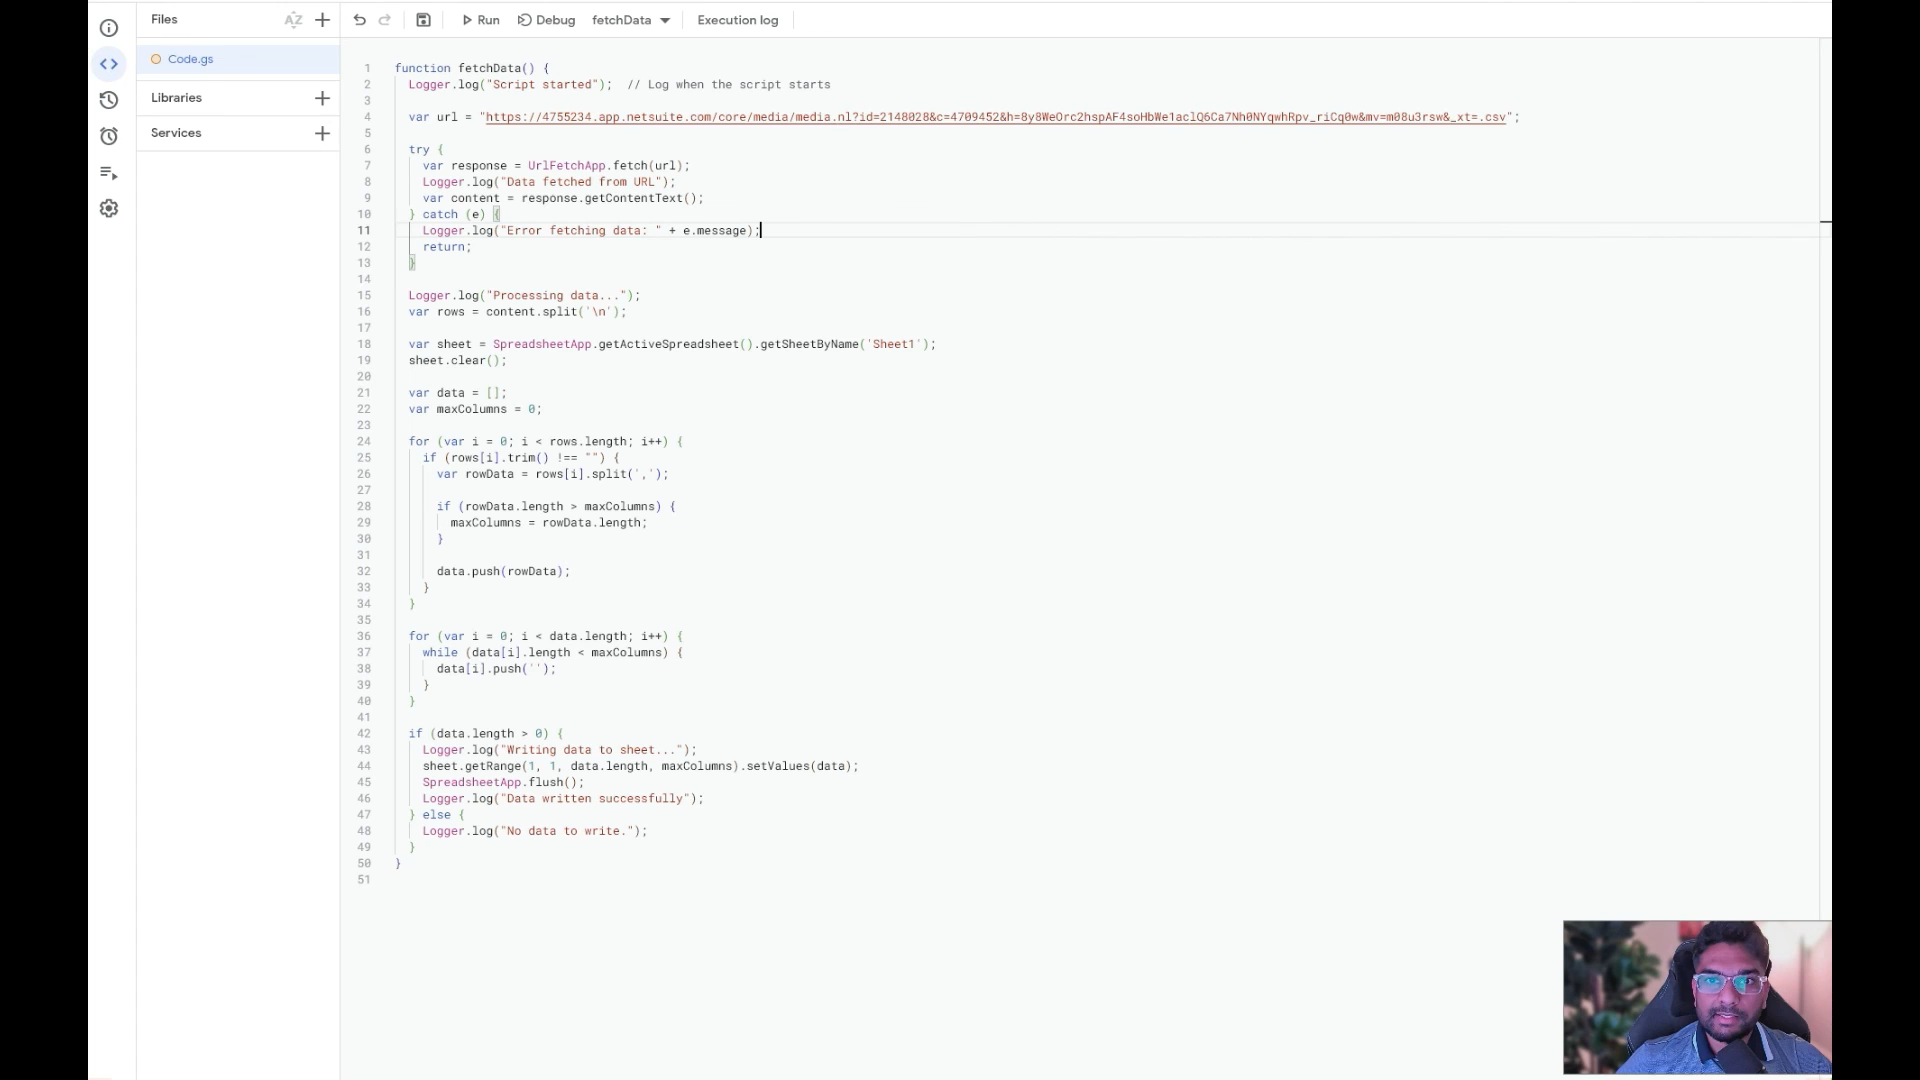 Files
AZ
Run
Debug
fetchData
Execution log
Code.gs
Libraries
Services
1 function fetchData() {
2 Logger.log("Script started");  // Log when the script starts
3
4 var url = "https://4755234.app.netsuite.com/core/media/media.nl?id=2148028&c=4709452&h=8y8WeOrc2hspAF4soHbWe1aclQ6Ca7Nh0NYqwhRpv_riCq0w&mv=m08u3rsw&_xt=.csv";
5
6 try {
7 var response = UrlFetchApp.fetch(url);
8 Logger.log("Data fetched from URL");
9 var content = response.getContentText();
10 } catch (e) {
11 Logger.log("Error fetching data: " + e.message);
12 return;
13 }
14
15 Logger.log("Processing data...");
16 var rows = content.split('\n');
17
18 var sheet = SpreadsheetApp.getActiveSpreadsheet().getSheetByName('Sheet1');
19 sheet.clear();
20
21 var data = [];
22 var maxColumns = 0;
23
24 for (var i = 0; i < rows.length; i++) {
25 if (rows[i].trim() !== "") {
26 var rowData = rows[i].split(',');
27
28 if (rowData.length > maxColumns) {
29 maxColumns = rowData.length;
30 }
31
32 data.push(rowData);
33 }
34 }
35
36 for (var i = 0; i < data.length; i++) {
37 while (data[i].length < maxColumns) {
38 data[i].push('');
39 }
40 }
41
42 if (data.length > 0) {
43 Logger.log("Writing data to sheet...");
44 sheet.getRange(1, 1, data.length, maxColumns).setValues(data);
45 SpreadsheetApp.flush();
46 Logger.log("Data written successfully");
47 } else {
48 Logger.log("No data to write.");
49 }
50 }
51